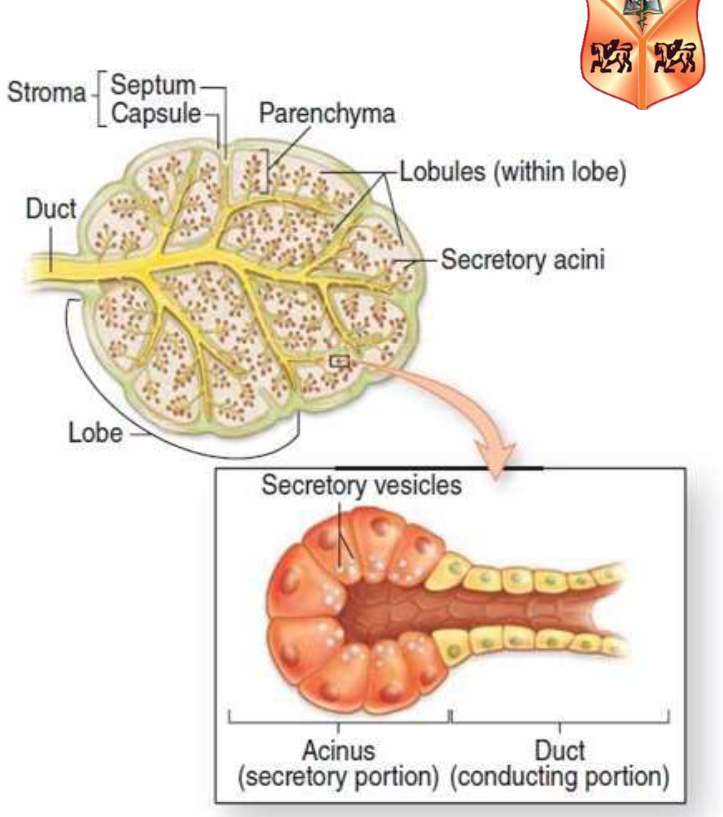 Stroma
Septum
Capsule
Parenchyma
Lobules (within lobe)
Duct
Secretory acini
Lobe
Secretory vesicles
Acinus
(secretory portion)
Duct
(conducting portion)